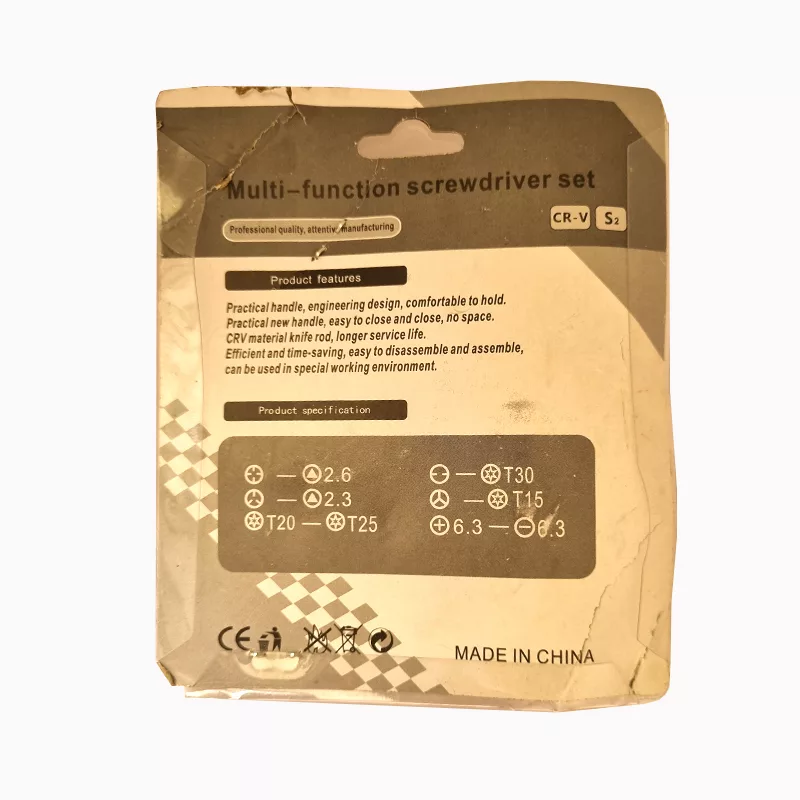 Multi-function screwdriver set
CR-V S2
Professional quality, attentive manufacturing
Product features
Practical handle, engineering design, comfortable to hold.
Practical new handle, easy to close and close, no space.
CRV material knife rod, longer service life.
Efficient and time-saving, easy to disassemble and assemble,
can be used in special working environment.
Product specification
— 2.6
— T30
— 2.3
— T15
T20 — T25
6.3 — 6.3
CE
MADE IN CHINA